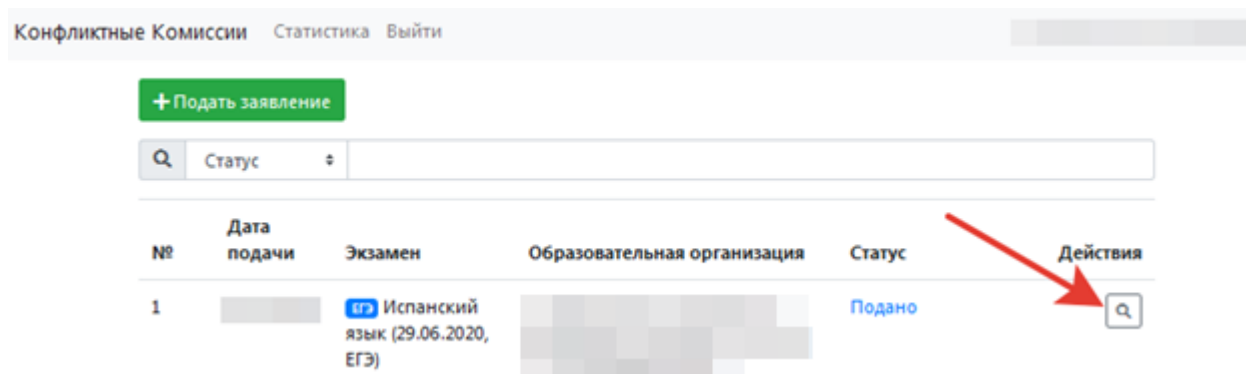 Конфликтные Комиссии Статистика Выйти
Подать заявление
Статус
№ Дата подачи Экзамен Образовательная организация Статус Действия
1 ЕГЭ Испанский Подано
язык (29.06.2020,
ЕГЭ)